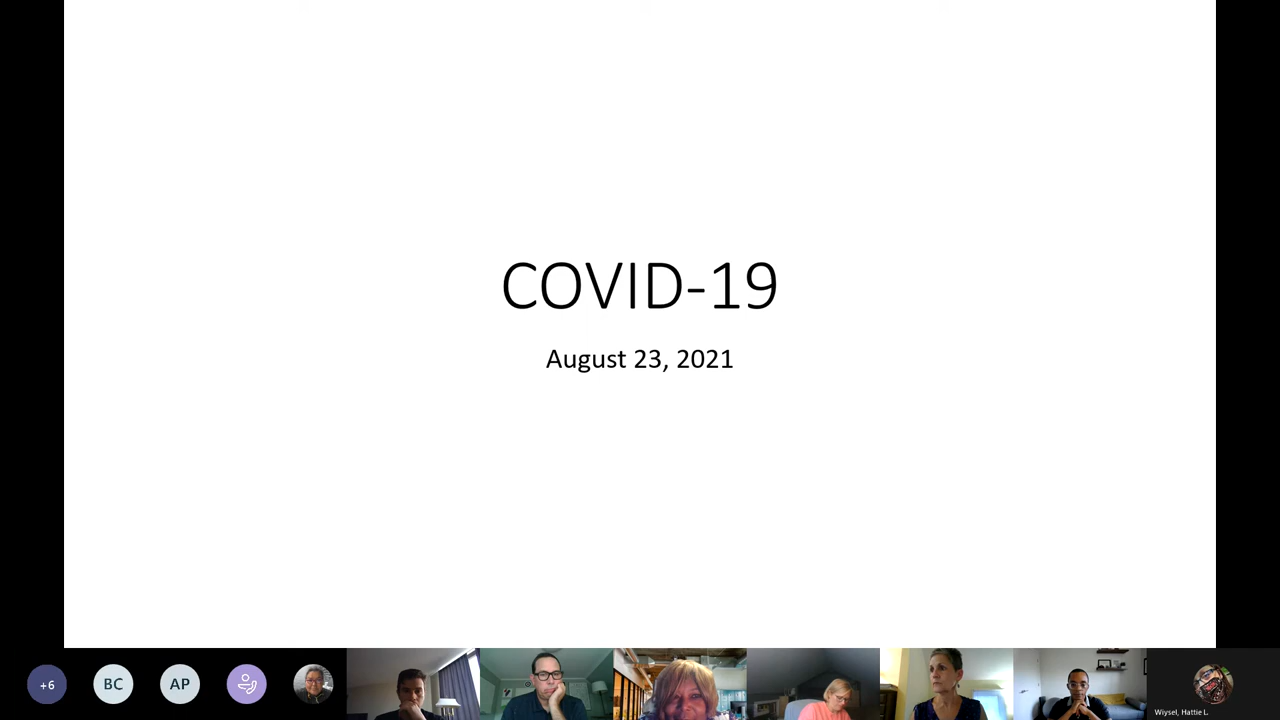 COVID-19
August 23, 2021
+6
BC
AP
Wiysel, Hattie L.